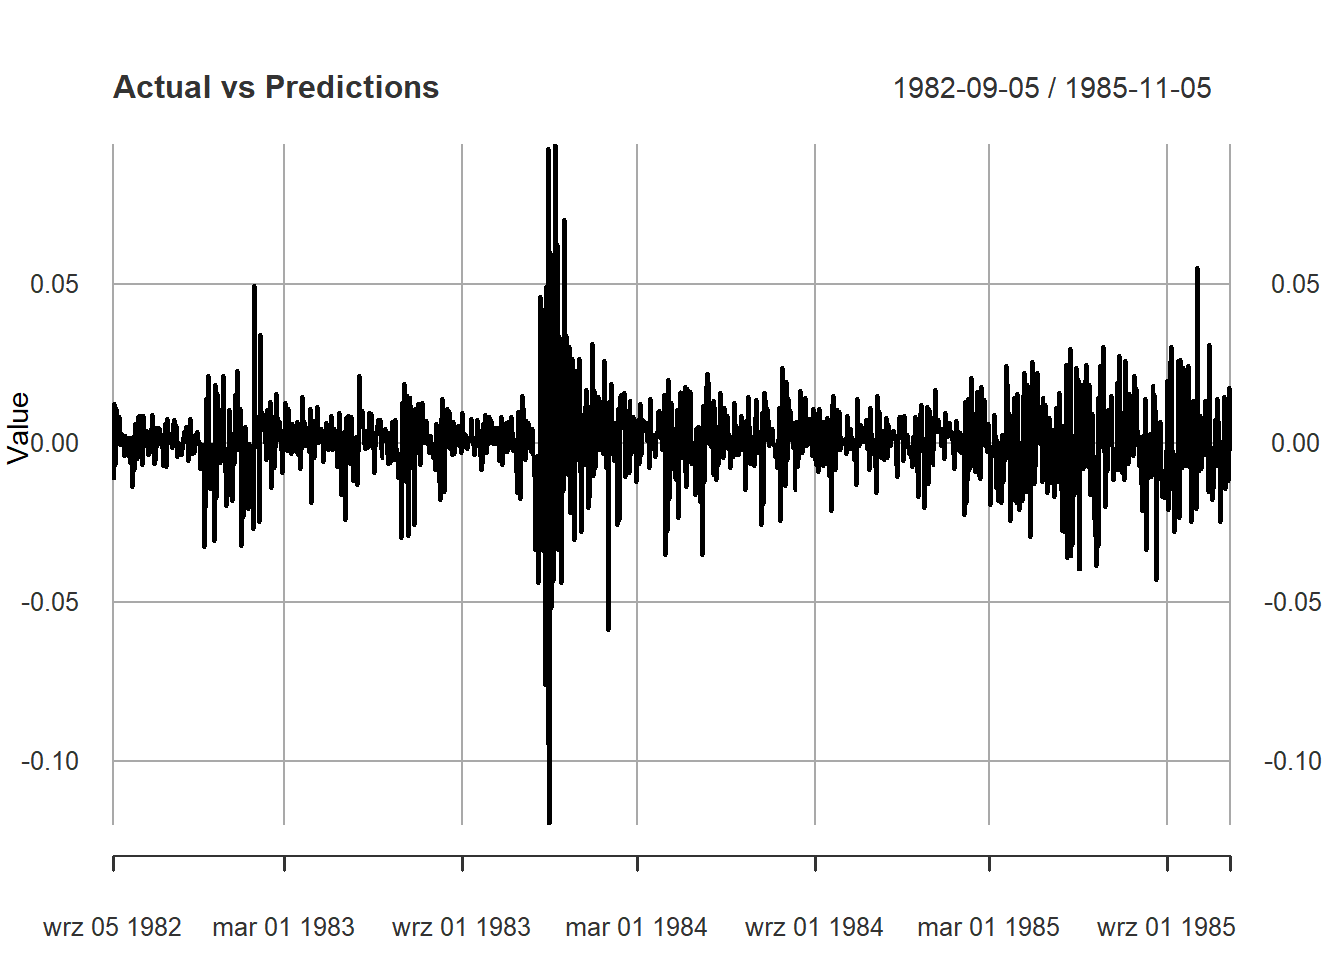 Actual vs Predictions 1982-09-05 / 1985-11-05
Value
0.05 0.05
0.00 0.00
-0.05 -0.05
-0.10 -0.10
wrz 05 1982 mar 01 1983 wrz 01 1983 mar 01 1984 wrz 01 1984 mar 01 1985 wrz 01 1985